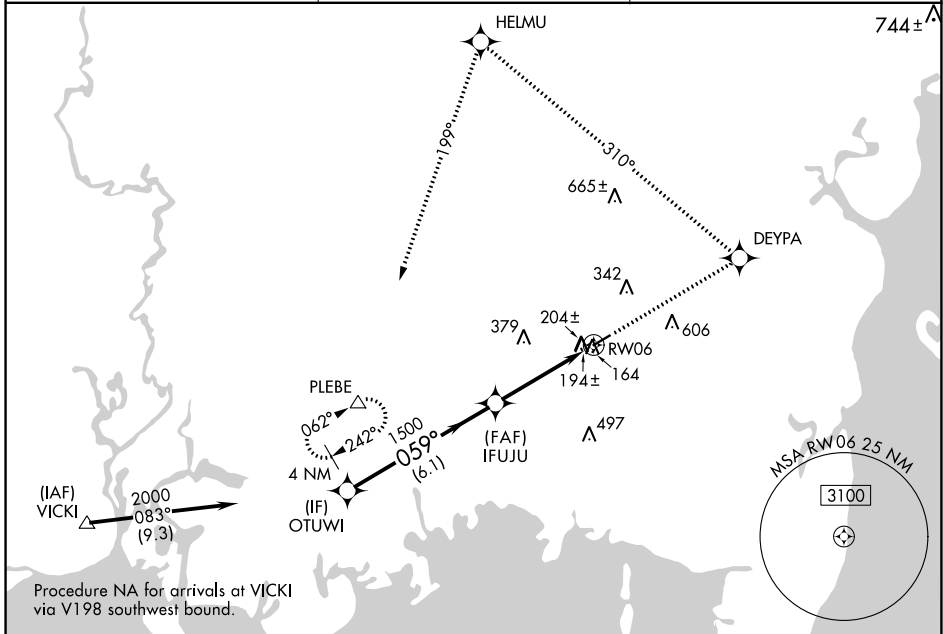 HELMU
744±
199°
310°
665±
DEYPA
342
204±
379
606
RW06
194±
164
PLEBE
062°
242°
1500
059°
(6.1)
(FAF)
IFUJU
497
4 NM
(IF)
OTUWI
(IAF)
VICKI
2000
083°
(9.3)
MSA RW06 25 NM
3100
Procedure NA for arrivals at VICKI
via V198 southwest bound.